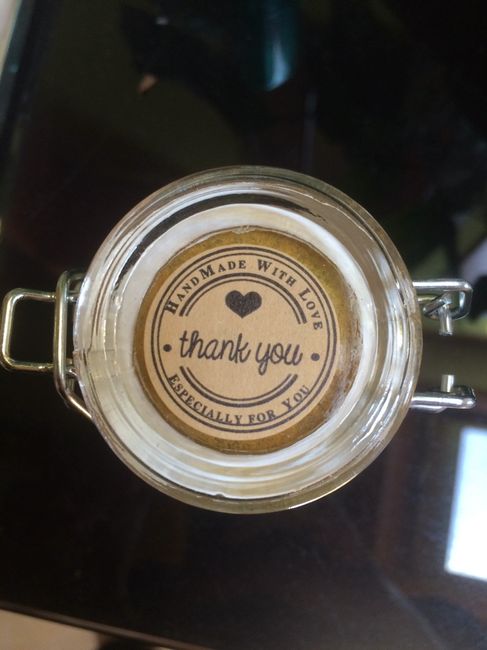 HandMade With Love
thank you
Especially for You